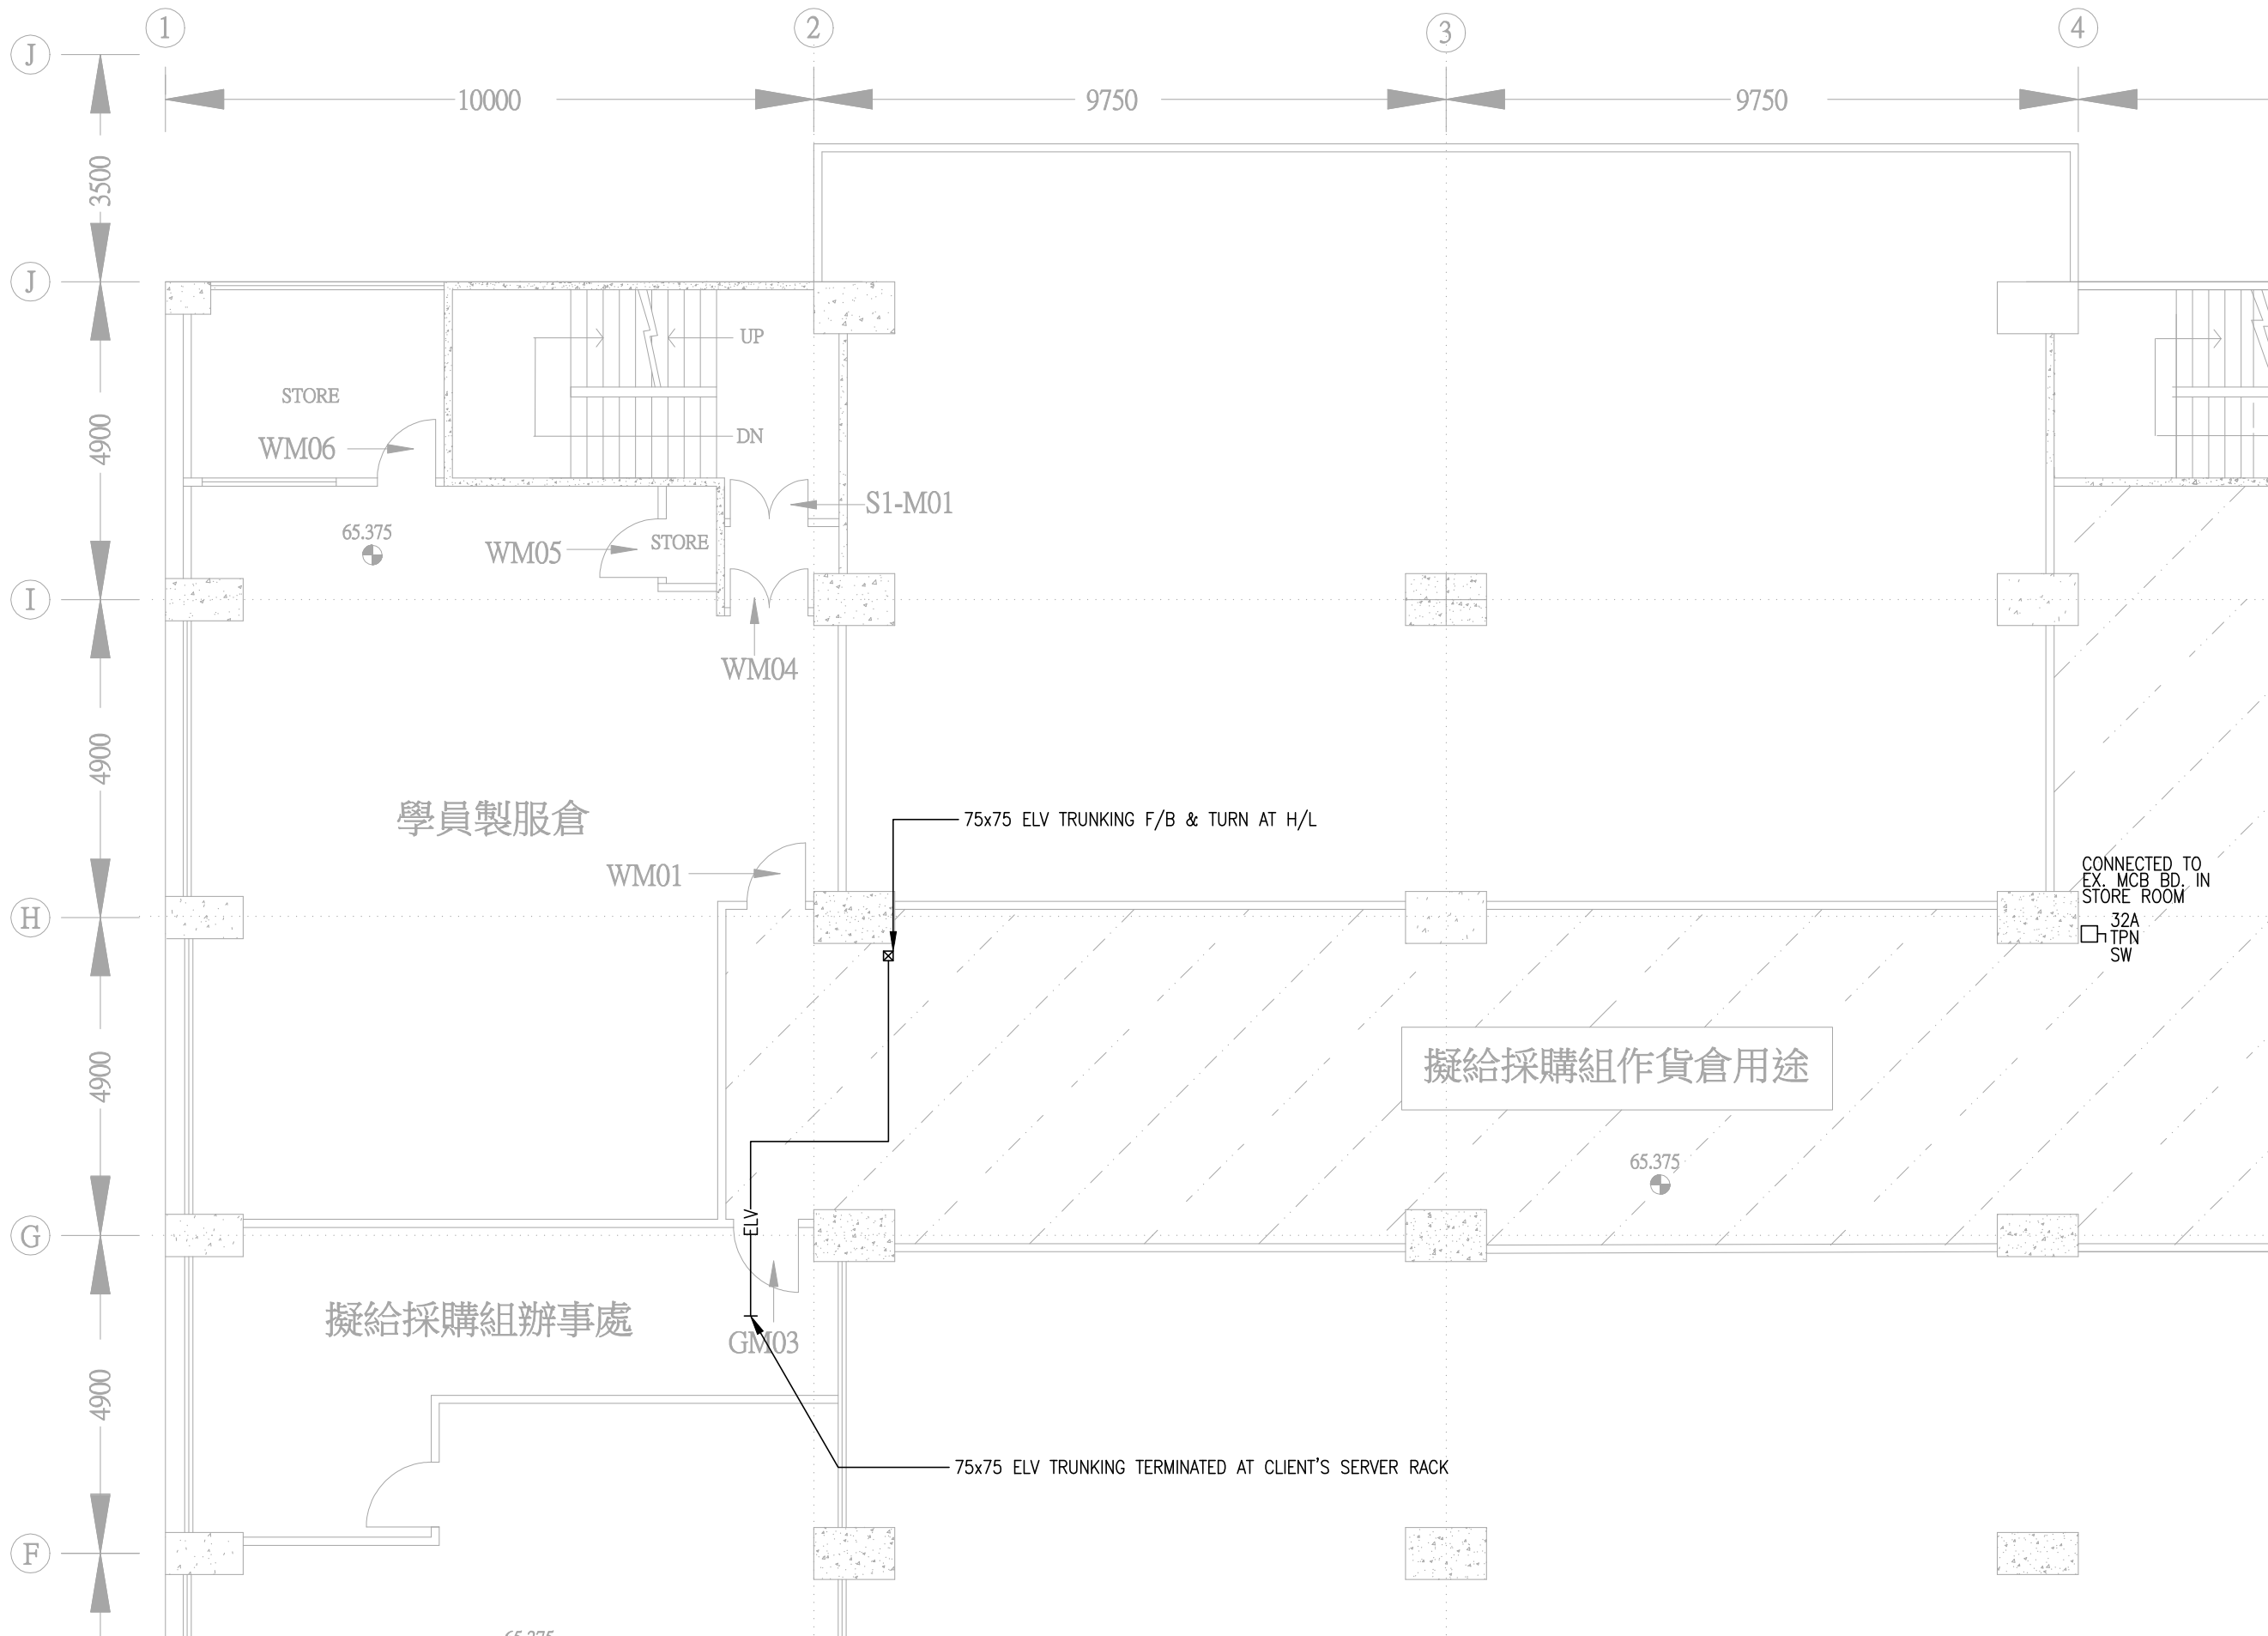 1
2
3
4
J
10000
9750
9750
3500
J
UP
STORE
4900
DN
WM06
S1-M01
65.375
WM05
STORE
I
WM04
4900
學員製服倉
75x75 ELV TRUNKING F/B & TURN AT H/L
WM01
CONNECTED TO
EX. MCB BD. IN
STORE ROOM
H
32A
TPN
SW
4900
擬給採購組作貨倉用途
65.375
ELV
G
擬給採購組辦事處
GM03
4900
75x75 ELV TRUNKING TERMINATED AT CLIENT'S SERVER RACK
F